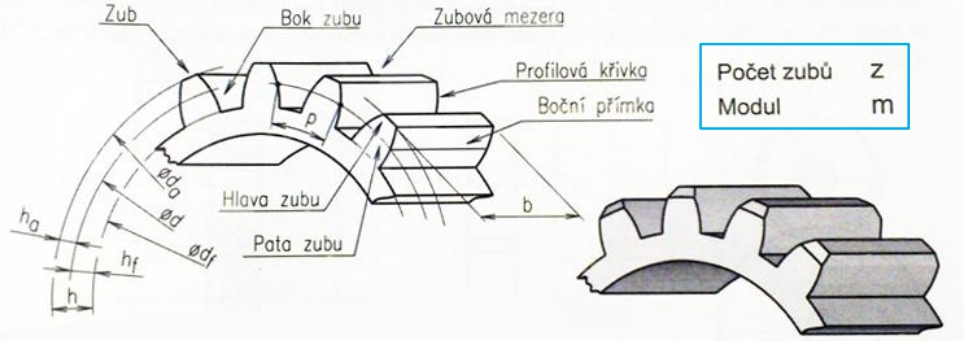 Zub
Bok zubu
Zubová mezera
Profilová křivka
Boční přímka
p
Hlava zubu
Pata zubu
b
ød_a
ød
ød_f
h_a
h_f
h
Počet zubů z
Modul m